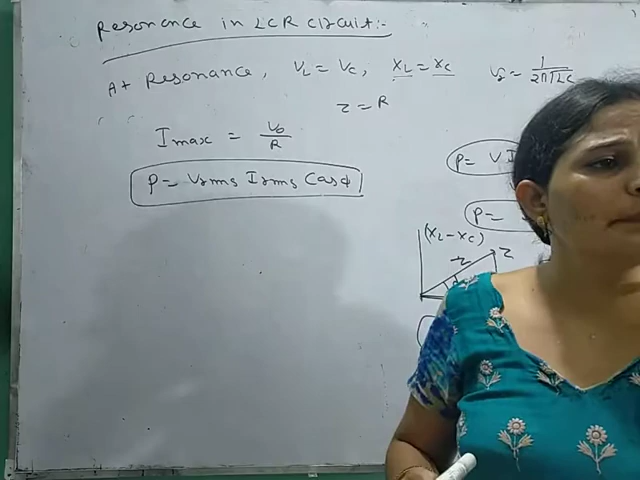 Resonance in LCR Circuit:-
At Resonance, VL = VC, XL = XC, νr = 1/2π√LC
Z = R
Imax = V0/R
P = Vrms Irms Cosφ
P = V I
P =
(XL - XC)
Z